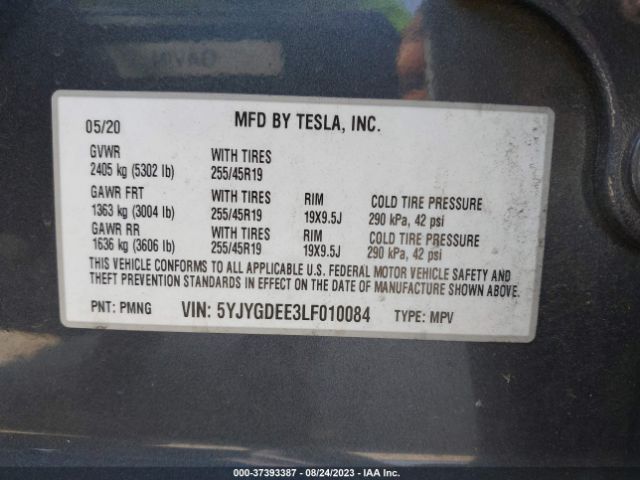 05/20 MFD BY TESLA, INC.
GVWR WITH TIRES
2405 kg (5302 lb) 255/45R19
GAWR FRT WITH TIRES RIM COLD TIRE PRESSURE
1363 kg (3004 lb) 255/45R19 19X9.5J 290 kPa, 42 psi
GAWR RR WITH TIRES RIM COLD TIRE PRESSURE
1636 kg (3606 lb) 255/45R19 19X9.5J 290 kPa, 42 psi
THIS VEHICLE CONFORMS TO ALL APPLICABLE U.S. FEDERAL MOTOR VEHICLE SAFETY AND
THEFT PREVENTION STANDARDS IN EFFECT ON THE DATE OF MANUFACTURE SHOWN ABOVE.
PNT: PMNG VIN: 5YJYGDEE3LF010084 TYPE: MPV
000-37393387 - 08/24/2023 - IAA Inc.